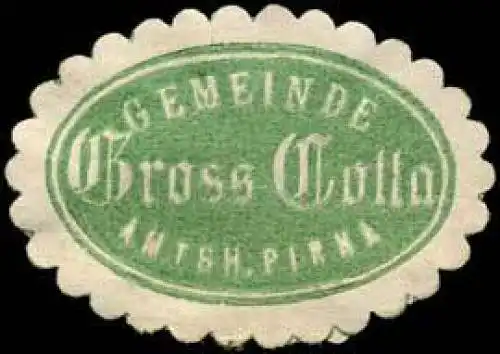 GEMEINDE
Gross Cotta
AMTSH. PIRNA